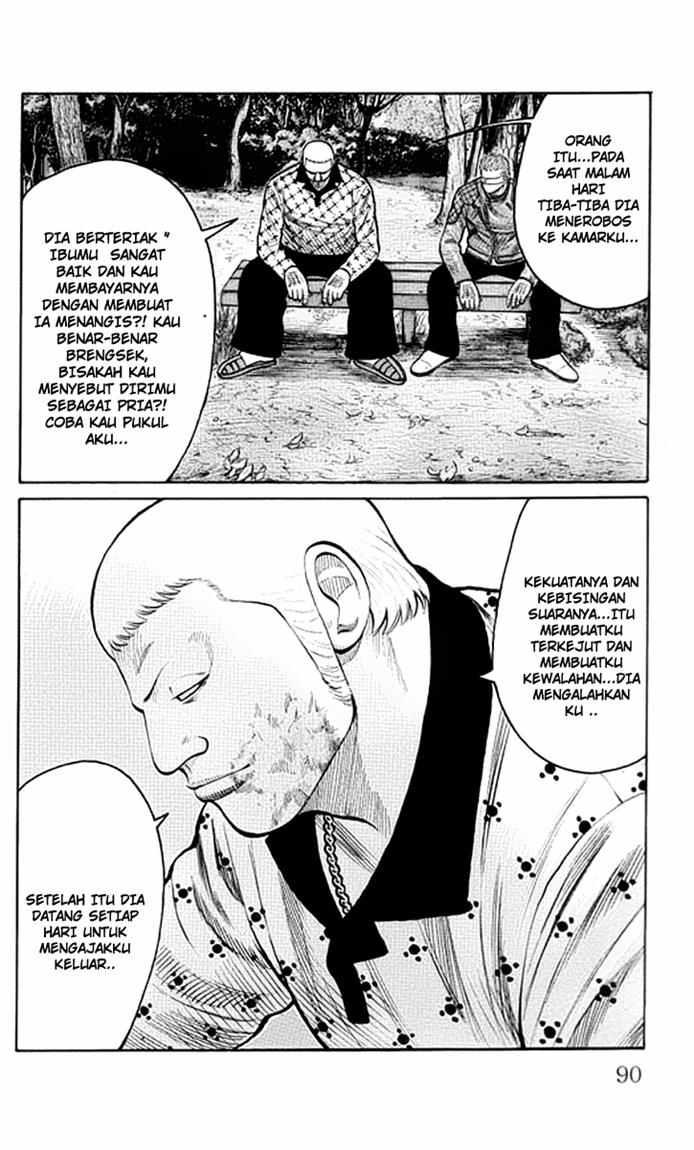 ORANG
ITU...PADA
SAAT MALAM
HARI
TIBA-TIBA DIA
MENEROBOS
KE KAMARKU...
DIA BERTERIAK "
IBUMU SANGAT
BAIK DAN KAU
MEMBAYARNYA
DENGAN MEMBUAT
IA MENANGIS?! KAU
BENAR-BENAR
BRENGSEK,
BISAKAH KAU
MENYEBUT DIRIMU
SEBAGAI PRIA?!
COBA KAU PUKUL
AKU...
KEKUATANYA DAN
KEBISINGAN
SUARANYA...ITU
MEMBUATKU
TERKEJUT DAN
MEMBUATKU
KEWALAHAN...DIA
MENGALAHKAN
KU ..
SETELAH ITU DIA
DATANG SETIAP
HARI UNTUK
MENGAJAKKU
KELUAR..
90